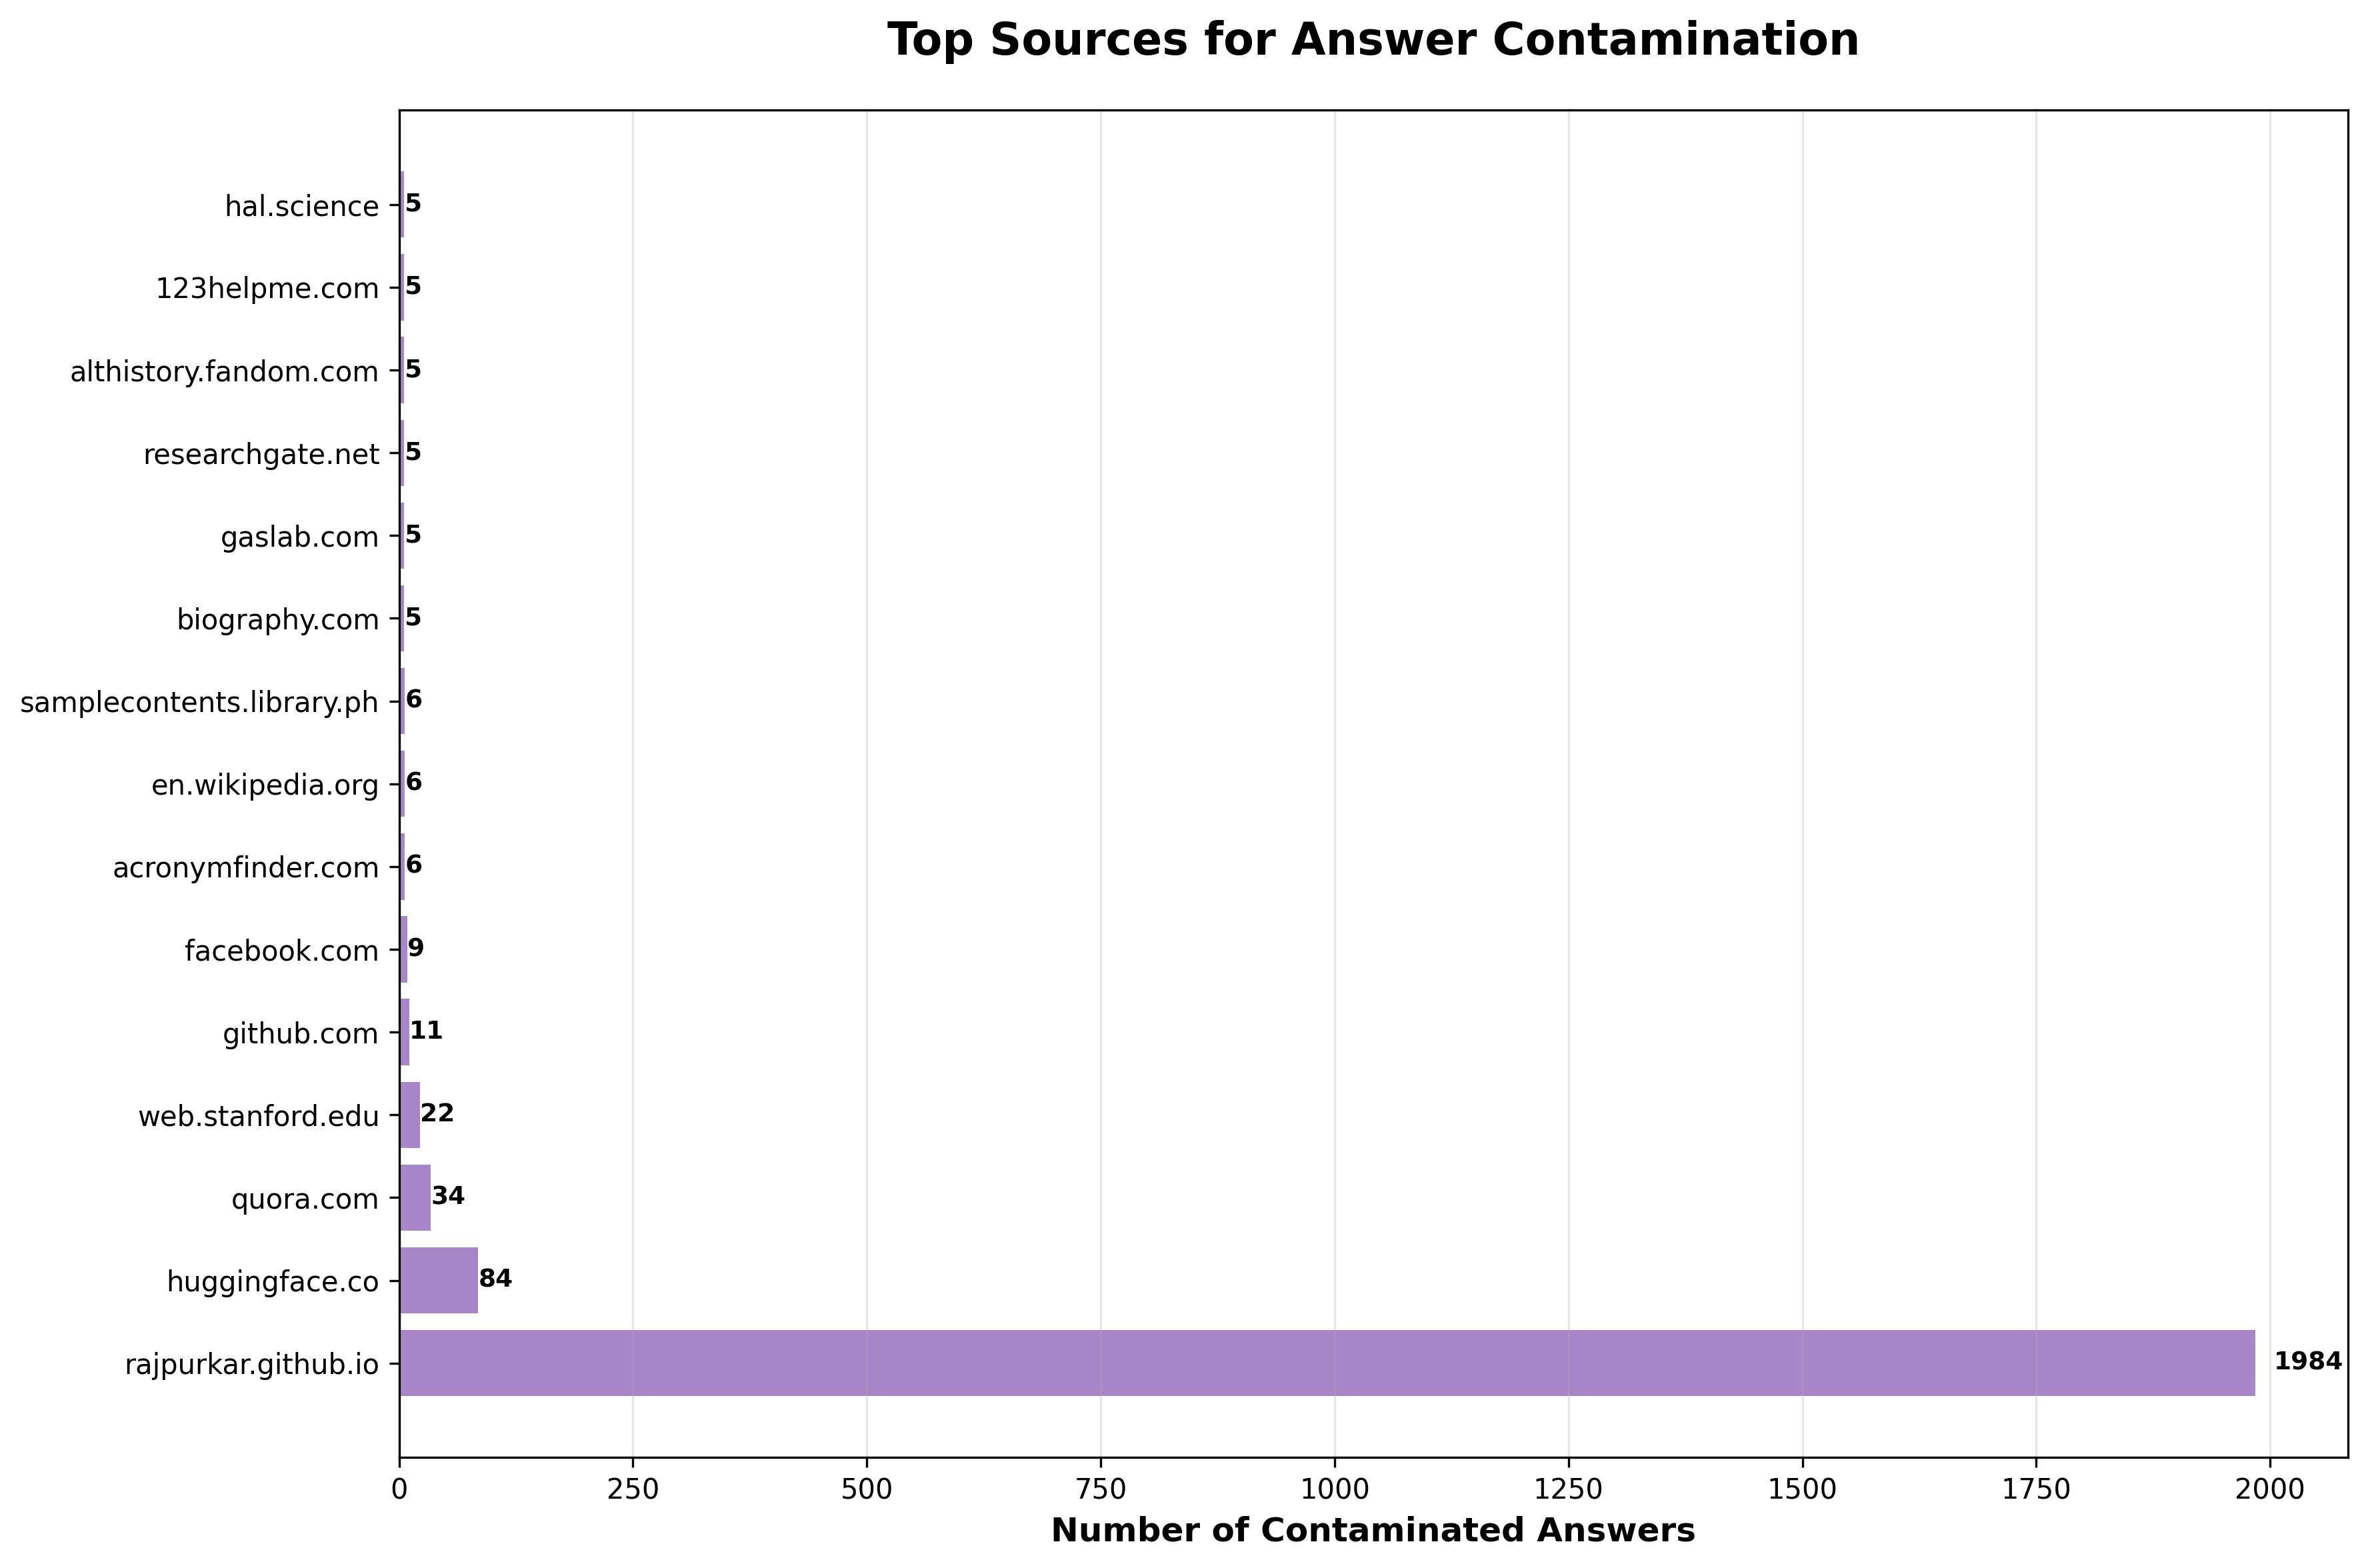 Top Sources for Answer Contamination
hal.science 5
123helpme.com 5
althistory.fandom.com 5
researchgate.net 5
gaslab.com 5
biography.com 5
samplecontents.library.ph 6
en.wikipedia.org 6
acronymfinder.com 6
facebook.com 9
github.com 11
web.stanford.edu 22
quora.com 34
huggingface.co 84
rajpurkar.github.io 1984
0 250 500 750 1000 1250 1500 1750 2000
Number of Contaminated Answers